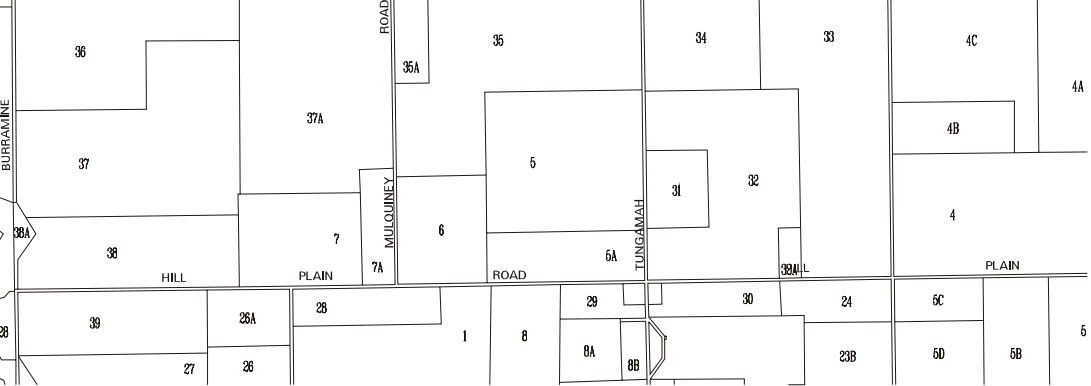 ROAD
36
35
34
33
4C
35A
4A
BURRAMINE
37A
4B
37
5
31
32
MULQUINEY
TUNGAMAH
38A
38
7
7A
6
5A
4
HILL PLAIN ROAD
32A
PLAIN
39
26A
28
29
30
24
5C
28
1
8
5
27
26
8A
8B
23B
5D
5B